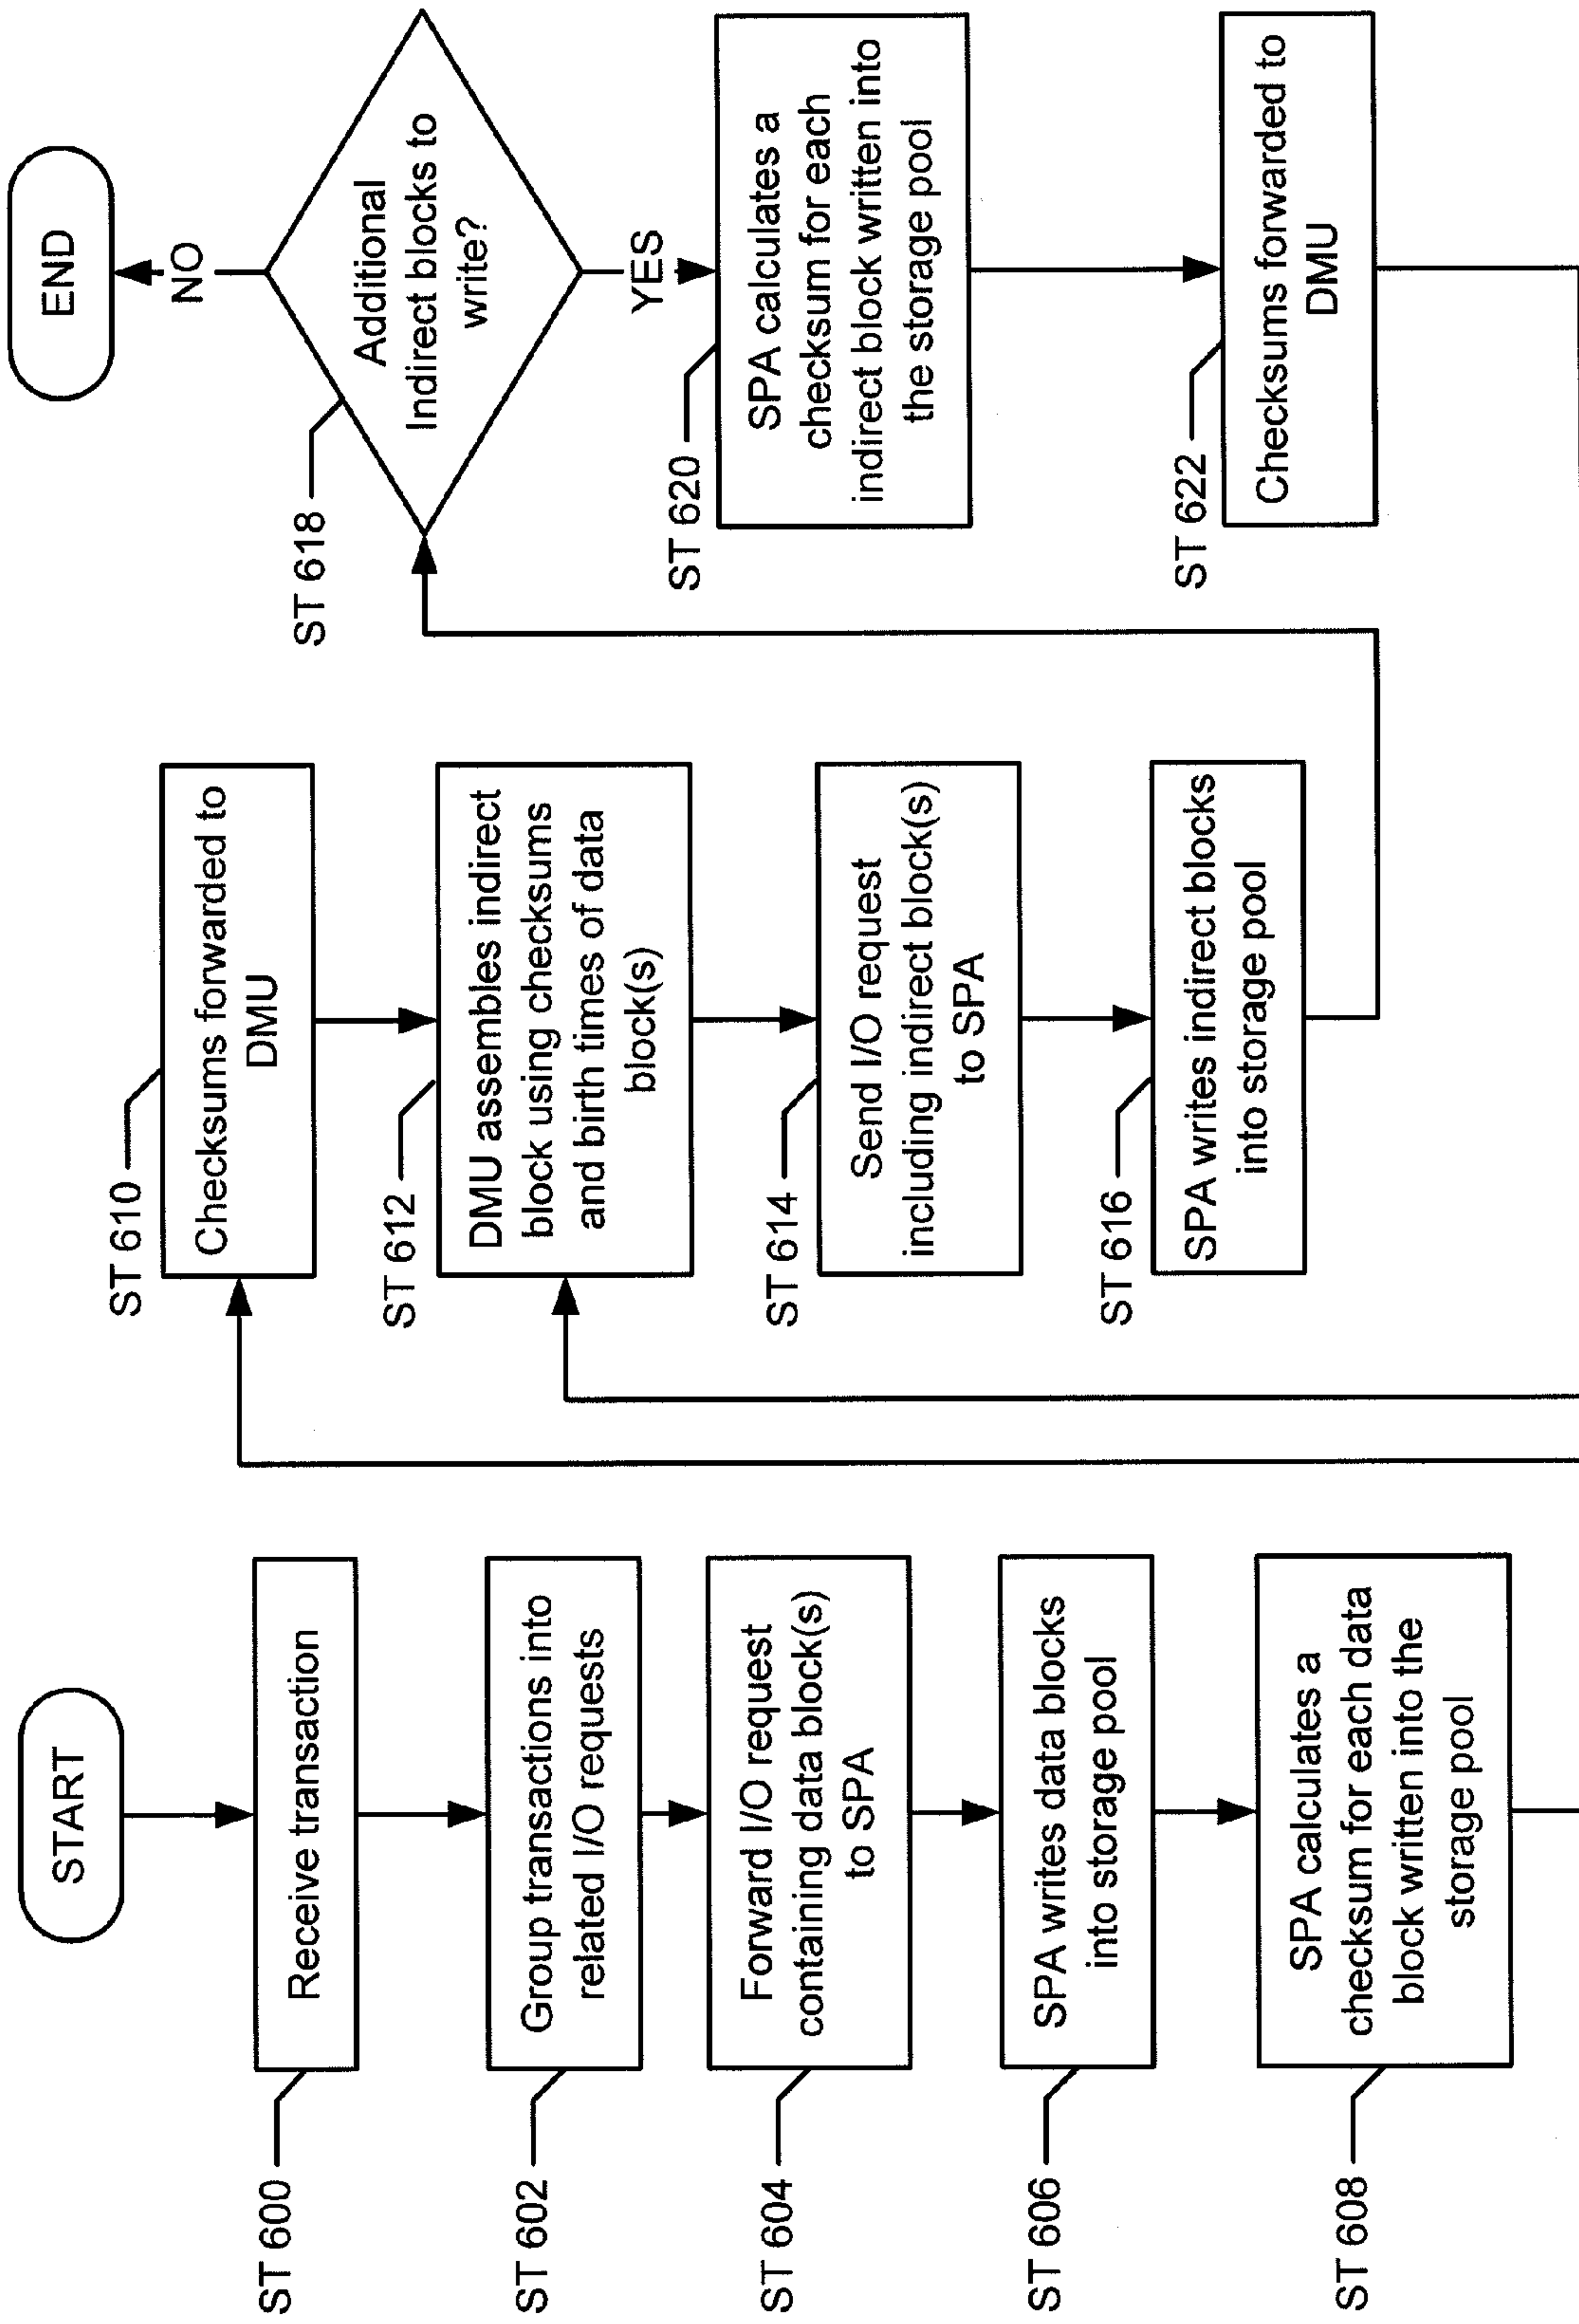 START
ST 600
Receive transaction
ST 602
Group transactions into
related I/O requests
ST 604
Forward I/O request
containing data block(s)
to SPA
ST 606
SPA writes data blocks
into storage pool
ST 608
SPA calculates a
checksum for each data
block written into the
storage pool
ST 610
Checksums forwarded to
DMU
ST 612
DMU assembles indirect
block using checksums
and birth times of data
block(s)
ST 614
Send I/O request
including indirect block(s)
to SPA
ST 616
SPA writes indirect blocks
into storage pool
END
NO
ST 618
Additional
Indirect blocks to
write?
YES
ST 620
SPA calculates a
checksum for each
indirect block written into
the storage pool
ST 622
Checksums forwarded to
DMU